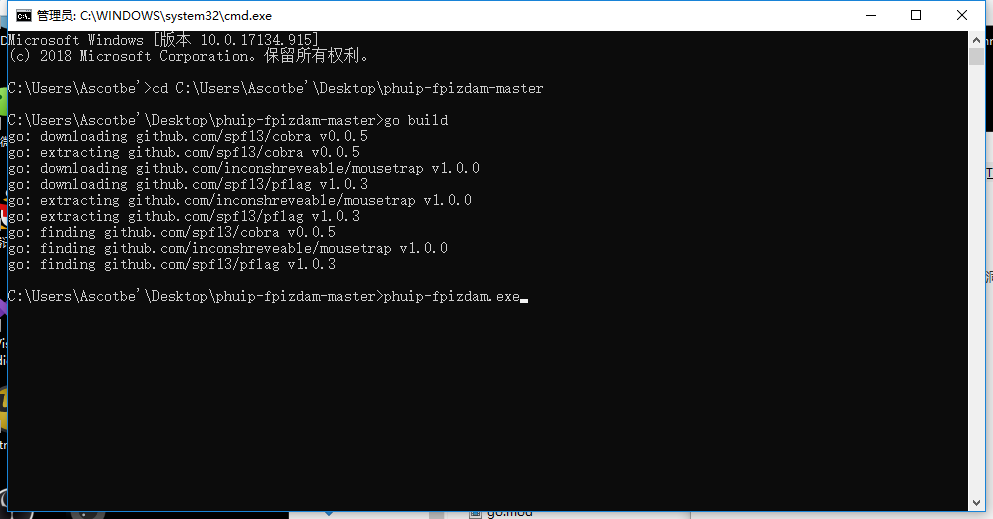 管理员: C:\WINDOWS\system32\cmd.exe
Microsoft Windows [版本 10.0.17134.915]
(c) 2018 Microsoft Corporation。保留所有权利。
C:\Users\Ascotbe'>cd C:\Users\Ascotbe'\Desktop\phuip-fpizdam-master
C:\Users\Ascotbe'\Desktop\phuip-fpizdam-master>go build
go: downloading github.com/spf13/cobra v0.0.5
go: extracting github.com/spf13/cobra v0.0.5
go: downloading github.com/inconshreveable/mousetrap v1.0.0
go: downloading github.com/spf13/pflag v1.0.3
go: extracting github.com/inconshreveable/mousetrap v1.0.0
go: extracting github.com/spf13/pflag v1.0.3
go: finding github.com/spf13/cobra v0.0.5
go: finding github.com/inconshreveable/mousetrap v1.0.0
go: finding github.com/spf13/pflag v1.0.3
C:\Users\Ascotbe'\Desktop\phuip-fpizdam-master>phuip-fpizdam.exe
go.mod